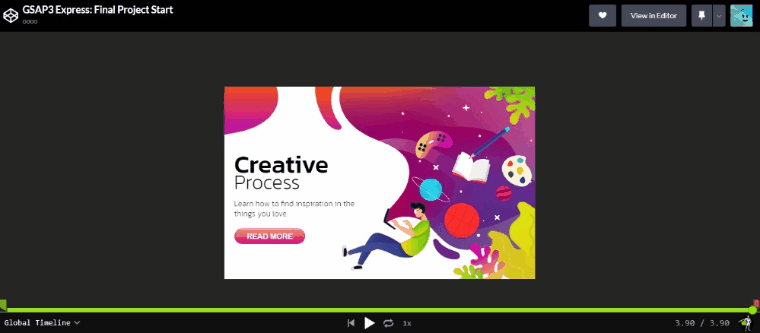 GSAP3 Express: Final Project Start
oooo
View in Editor
Creative
Process
Learn how to find inspiration in the
things you love
READ MORE
Global Timeline
1x
3.90 / 3.90